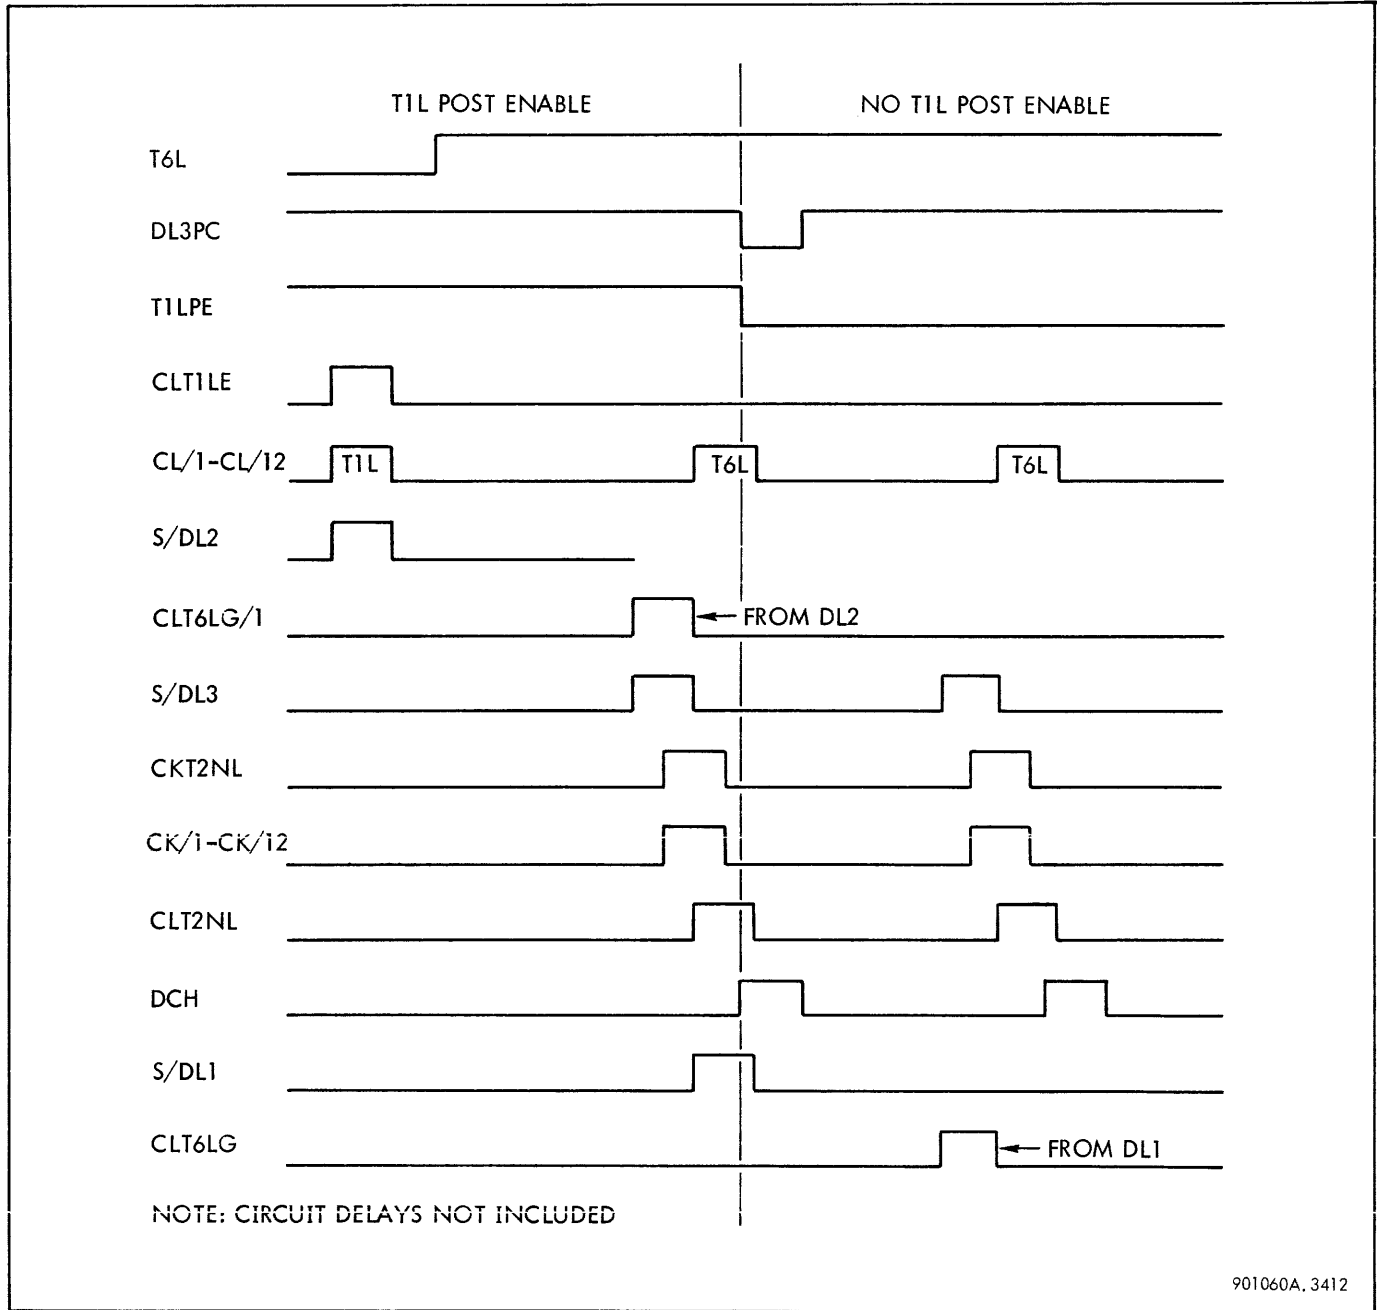 T1L POST ENABLE
NO T1L POST ENABLE
T6L
DL3PC
T1LPE
CLT1LE
CL/1-CL/12
T1L
T6L
T6L
S/DL2
CLT6LG/1
FROM DL2
S/DL3
CKT2NL
CK/1-CK/12
CLT2NL
DCH
S/DL1
CLT6LG
FROM DL1
NOTE: CIRCUIT DELAYS NOT INCLUDED
901060A. 3412